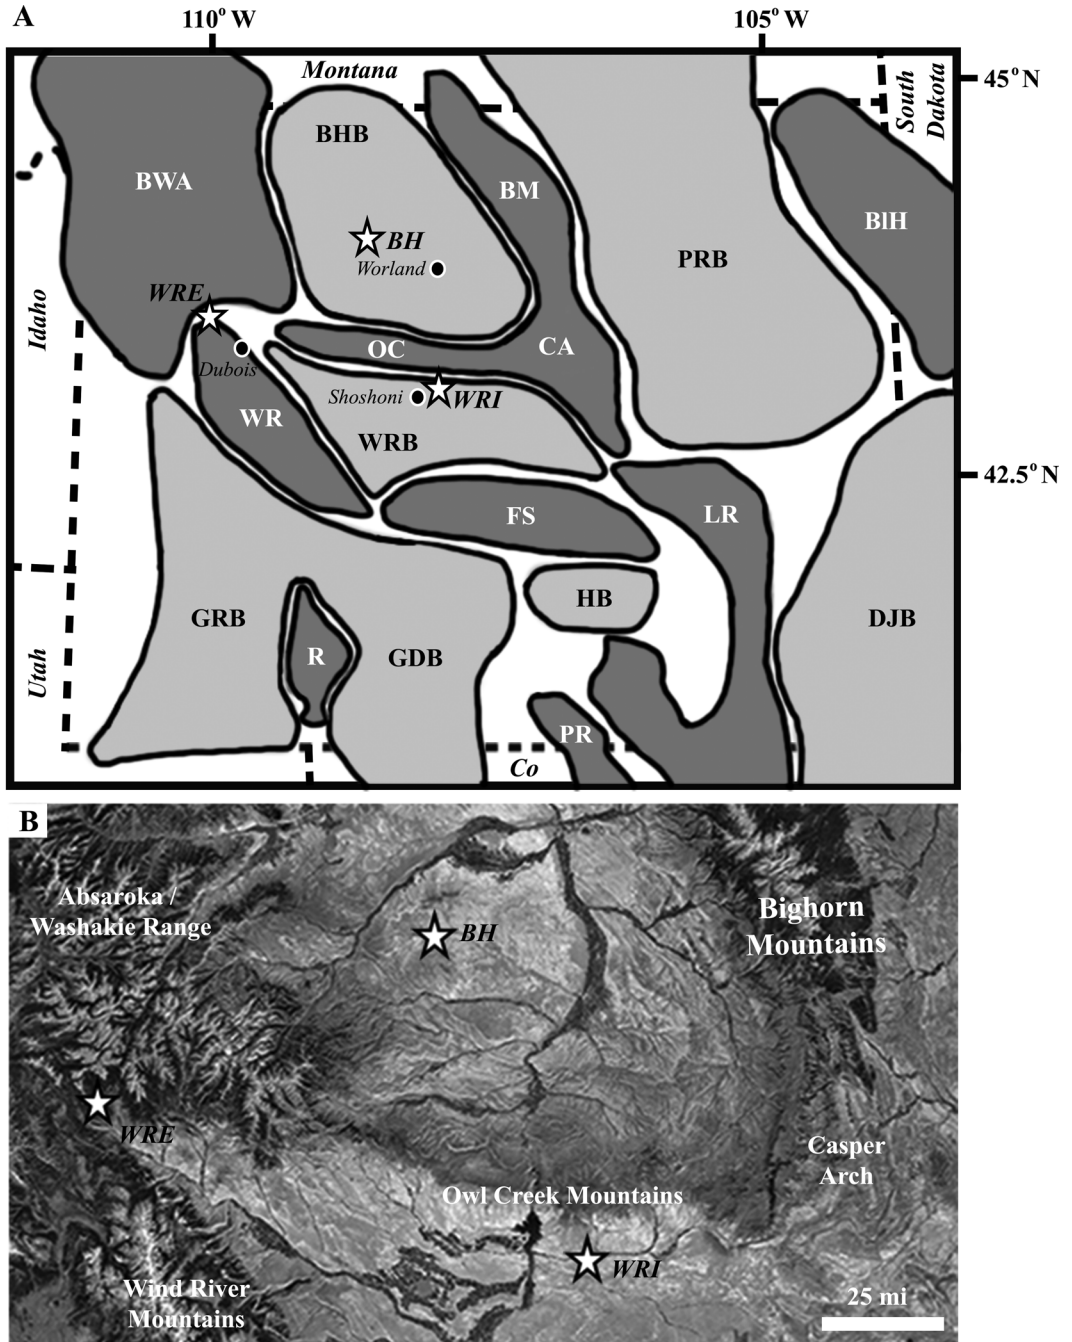 A
110° W
105° W
Montana
45° N
South
Dakota
BHB
BWA
BM
BlH
BH
PRB
Worland
WRE
Idaho
OC
CA
Dubois
Shoshoni
WRI
WR
WRB
42.5° N
FS
LR
HB
GRB
DJB
R
GDB
Utah
PR
Co
B
Absaroka /
Washakie Range
Bighorn
Mountains
BH
WRE
Casper
Arch
Owl Creek Mountains
WRI
Wind River
Mountains
25 mi